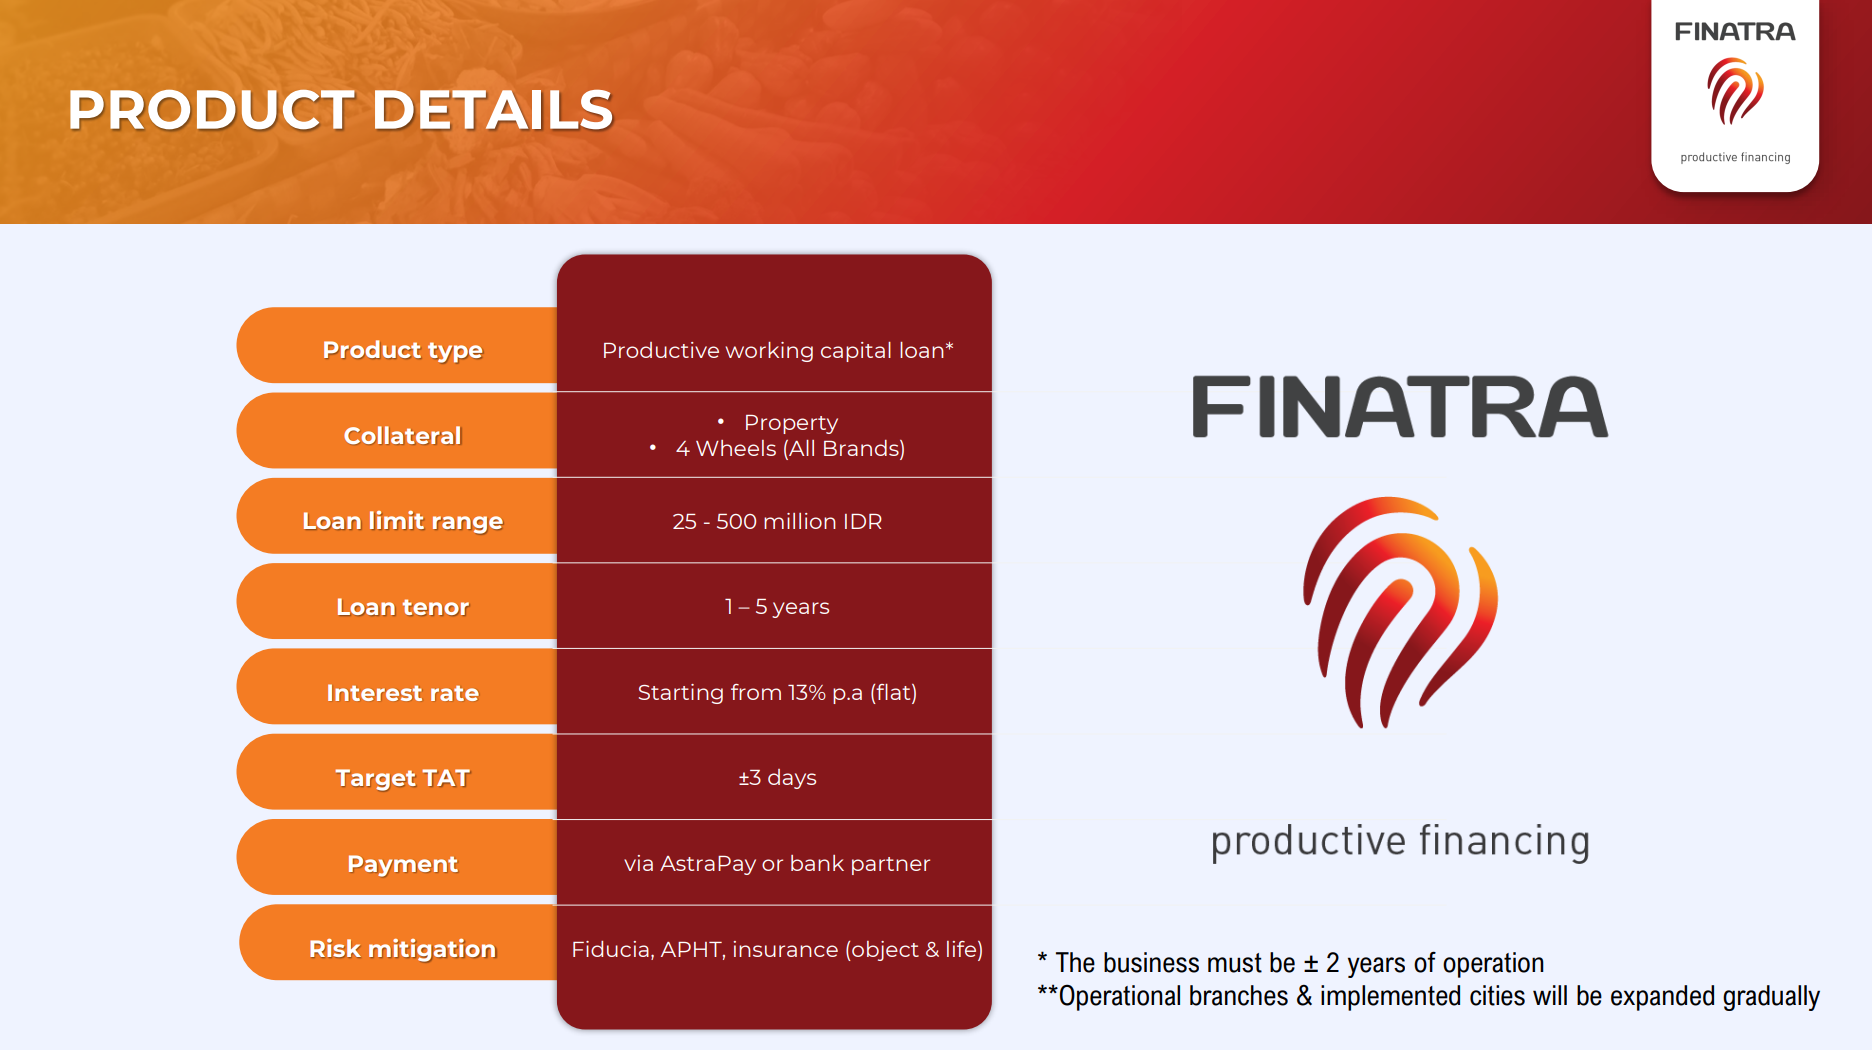 PRODUCT DETAILS
FINATRA
productive financing
Product type
Productive working capital loan*
Collateral
• Property
• 4 Wheels (All Brands)
Loan limit range
25 - 500 million IDR
Loan tenor
1 – 5 years
Interest rate
Starting from 13% p.a (flat)
Target TAT
±3 days
Payment
via AstraPay or bank partner
Risk mitigation
Fiducia, APHT, insurance (object & life)
FINATRA
productive financing
* The business must be ± 2 years of operation
**Operational branches & implemented cities will be expanded gradually